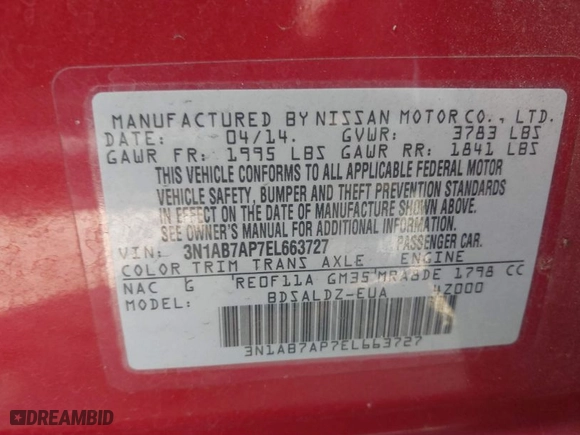 MANUFACTURED BY NISSAN MOTOR CO., LTD.
DATE: 04/14. GVWR: 3783 LBS
GAWR FR: 1995 LBS GAWR RR: 1841 LBS
THIS VEHICLE CONFORMS TO ALL APPLICABLE FEDERAL MOTOR
VEHICLE SAFETY, BUMPER AND THEFT PREVENTION STANDARDS
IN EFFECT ON THE DATE OF MANUFACTURE SHOWN ABOVE.
SEE OWNER'S MANUAL FOR ADDITIONAL INFORMATION.
VIN: 3N1AB7AP7EL663727 PASSENGER CAR.
COLOR TRIM TRANS AXLE ENGINE
NAC G RE0F11A GM35 MRA8DE 1798 CC
MODEL: BDSALDZ-EUA
3N1AB7AP7EL663727
DREAMBID